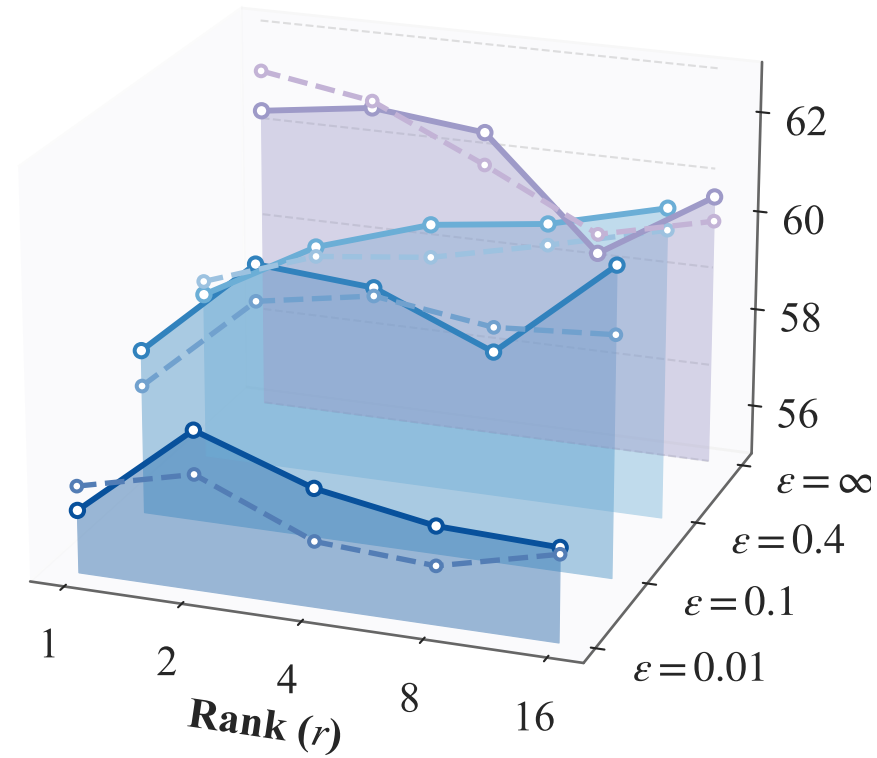 62
60
58
56
ε = ∞
ε = 0.4
ε = 0.1
ε = 0.01
1
2
4
8
16
Rank (r)